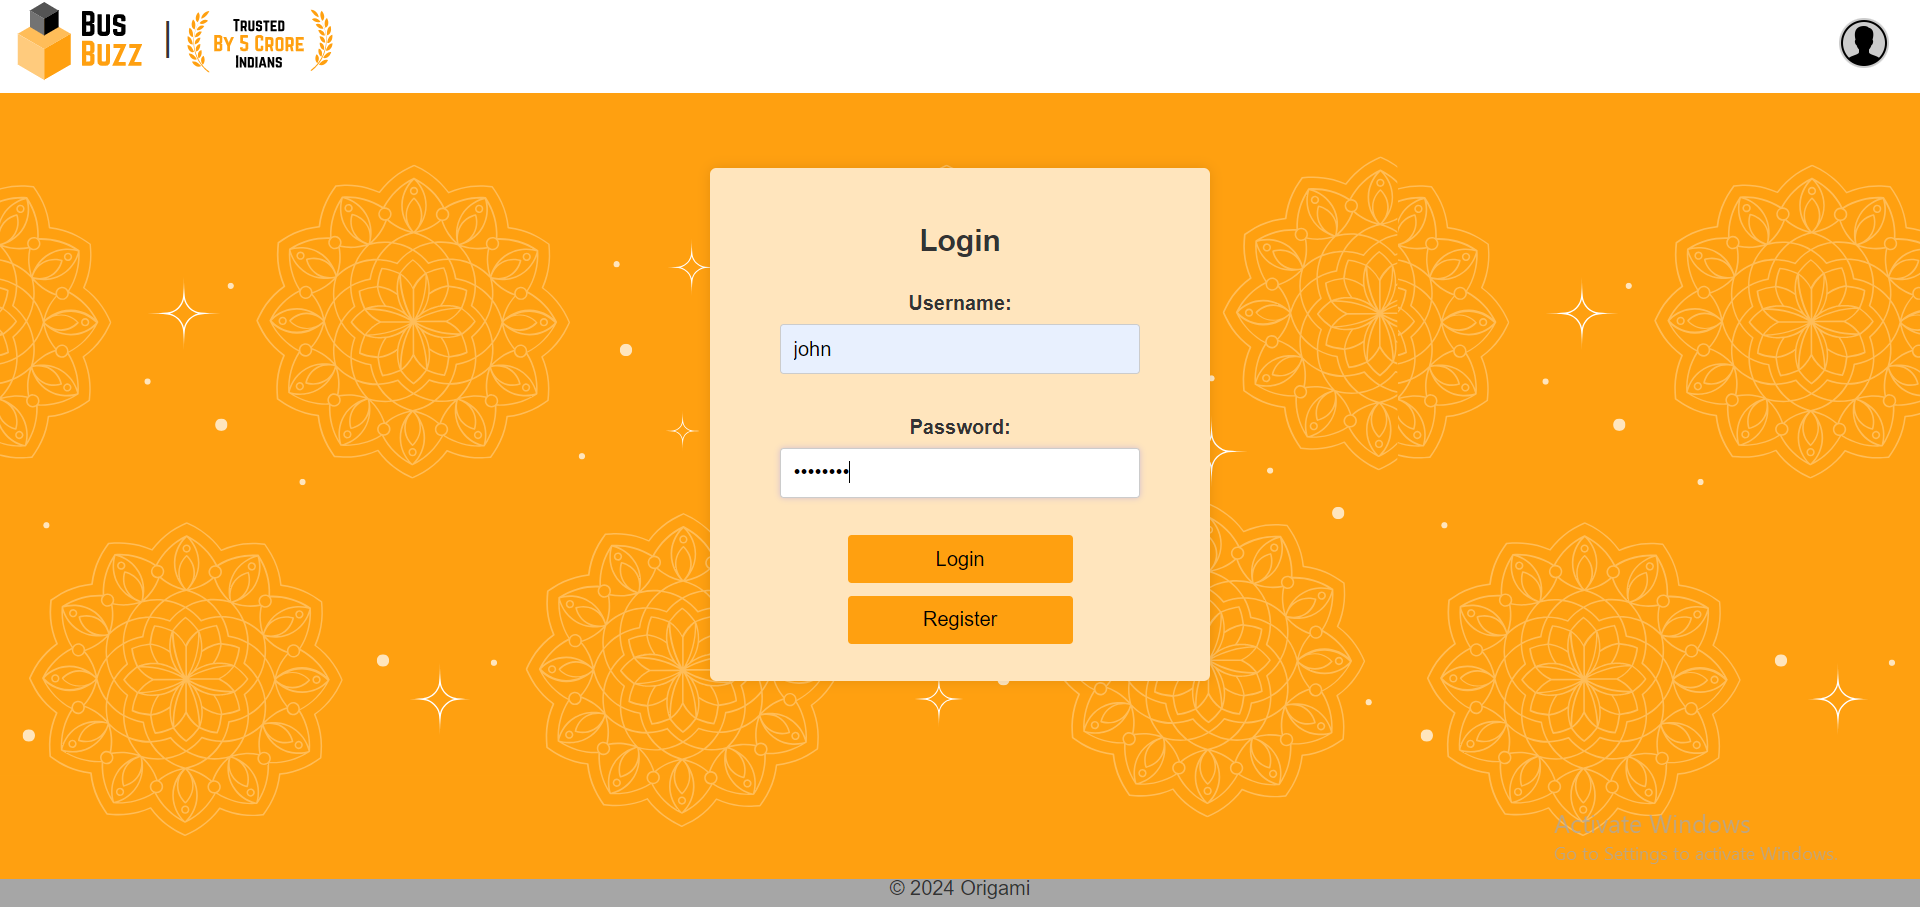 BUS
BUZZ
TRUSTED
BY 5 CRORE
INDIANS
Login
Username:
john
Password:
••••••••
Login
Register
Activate Windows
Go to Settings to activate Windows.
© 2024 Origami